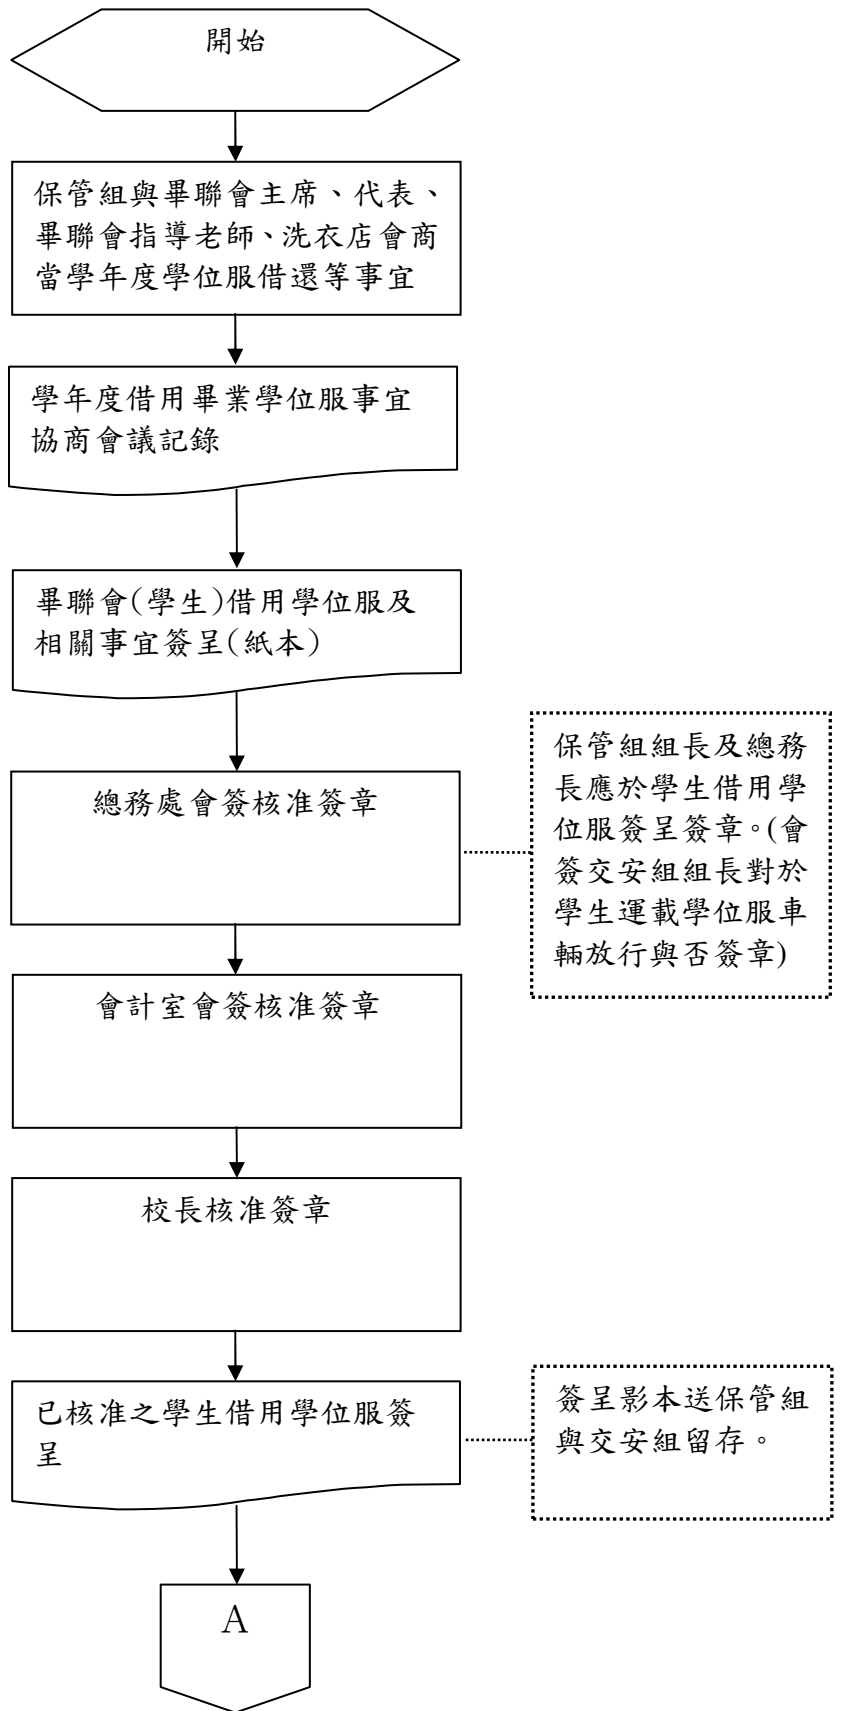 開始
保管組與畢聯會主席、代表、
畢聯會指導老師、洗衣店會商
當學年度學位服借還等事宜
學年度借用畢業學位服事宜
協商會議記錄
畢聯會(學生)借用學位服及
相關事宜簽呈(紙本)
總務處會簽核准簽章
保管組組長及總務
長應於學生借用學
位服簽呈簽章。(會
簽交安組組長對於
學生運載學位服車
輛放行與否簽章)
會計室會簽核准簽章
校長核准簽章
已核准之學生借用學位服簽
呈
簽呈影本送保管組
與交安組留存。
A